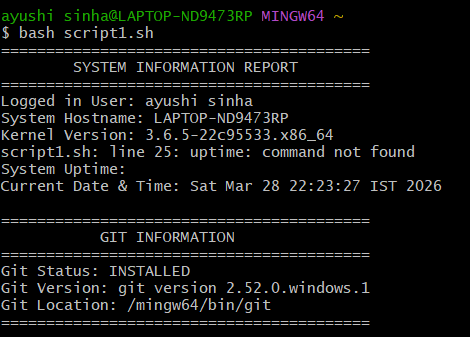 ayushi sinha@LAPTOP-ND9473RP MINGW64 ~
$ bash script1.sh
=========================================
SYSTEM INFORMATION REPORT
=========================================
Logged in User: ayushi sinha
System Hostname: LAPTOP-ND9473RP
Kernel Version: 3.6.5-22c95533.x86_64
script1.sh: line 25: uptime: command not found
System Uptime:
Current Date & Time: Sat Mar 28 22:23:27 IST 2026
=========================================
GIT INFORMATION
=========================================
Git Status: INSTALLED
Git Version: git version 2.52.0.windows.1
Git Location: /mingw64/bin/git
=========================================